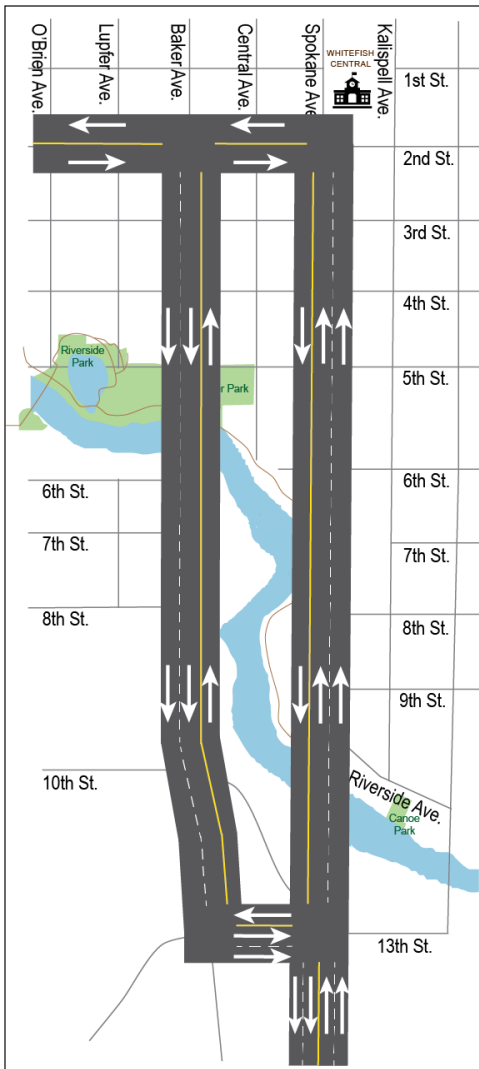 O'Brien Ave.
Lupfer Ave.
Baker Ave.
Central Ave.
Spokane Ave.
Kalispell Ave.
WHITEFISH
CENTRAL
1st St.
2nd St.
3rd St.
4th St.
Riverside
Park
5th St.
r Park
6th St.
6th St.
7th St.
7th St.
8th St.
8th St.
9th St.
10th St.
Riverside Ave.
Canoe
Park
13th St.